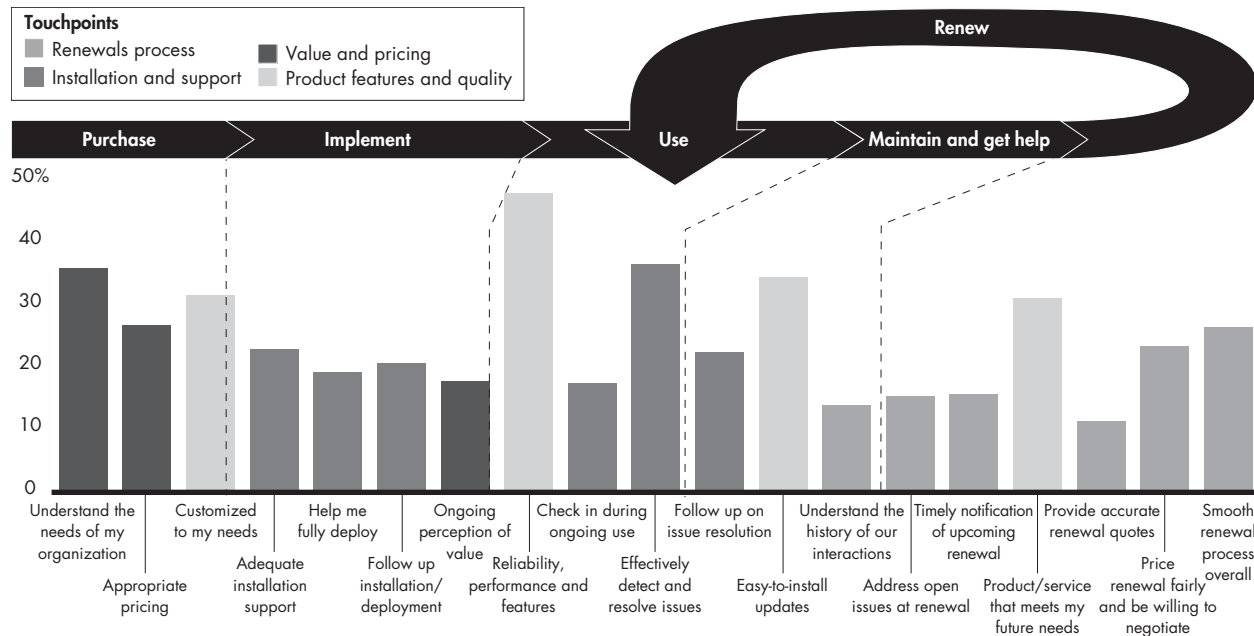 Touchpoints
Renewals process
Value and pricing
Installation and support
Product features and quality
Renew
Purchase
Implement
Use
Maintain and get help
50%
40
30
20
10
0
Understand the
needs of my
organization
Appropriate
pricing
Customized
to my needs
Adequate
installation
support
Help me
fully deploy
Follow up
installation/
deployment
Ongoing
perception of
value
Reliability,
performance and
features
Check in during
ongoing use
Effectively
detect and
resolve issues
Follow up on
issue resolution
Easy-to-install
updates
Understand the
history of our
interactions
Address open
issues at renewal
Timely notification
of upcoming
renewal
Product/service
that meets my
future needs
Provide accurate
renewal quotes
Price
renewal fairly
and be willing to
negotiate
Smooth
renewal
process
overall